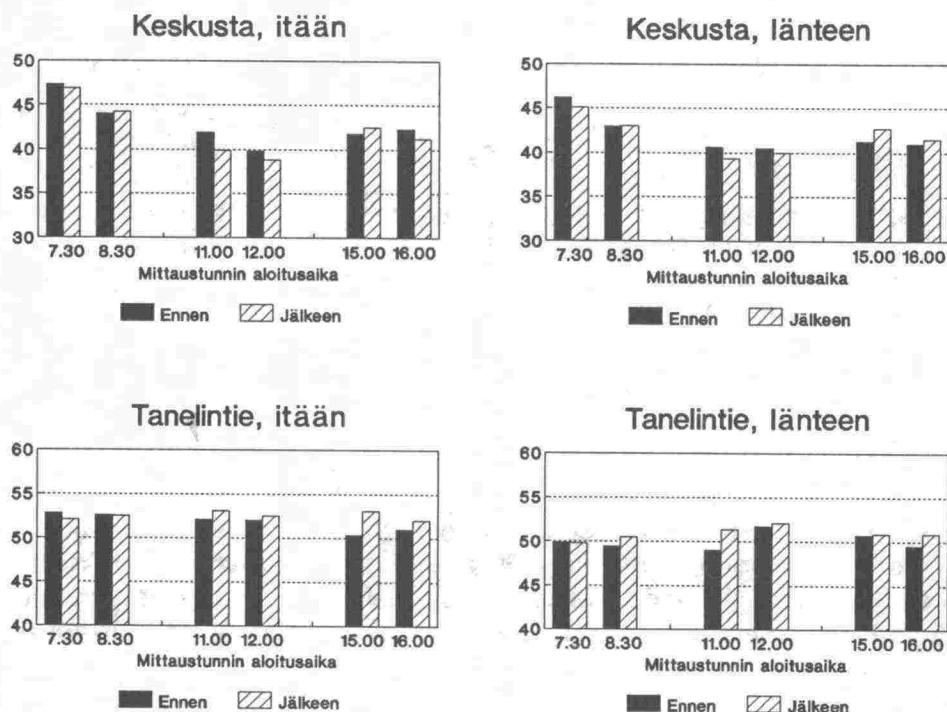 Keskusta, itään
50
45
40
35
30
7.30 8.30 11.00 12.00 15.00 16.00
Mittaustunnin aloitusaika
Ennen Jälkeen
Keskusta, länteen
50
45
40
35
30
7.30 8.30 11.00 12.00 15.00 16.00
Mittaustunnin aloitusaika
Ennen Jälkeen
Tanelintie, itään
60
55
50
45
40
7.30 8.30 11.00 12.00 15.00 16.00
Mittaustunnin aloitusaika
Ennen Jälkeen
Tanelintie, länteen
60
55
50
45
40
7.30 8.30 11.00 12.00 15.00 16.00
Mittaustunnin aloitusaika
Ennen Jälkeen